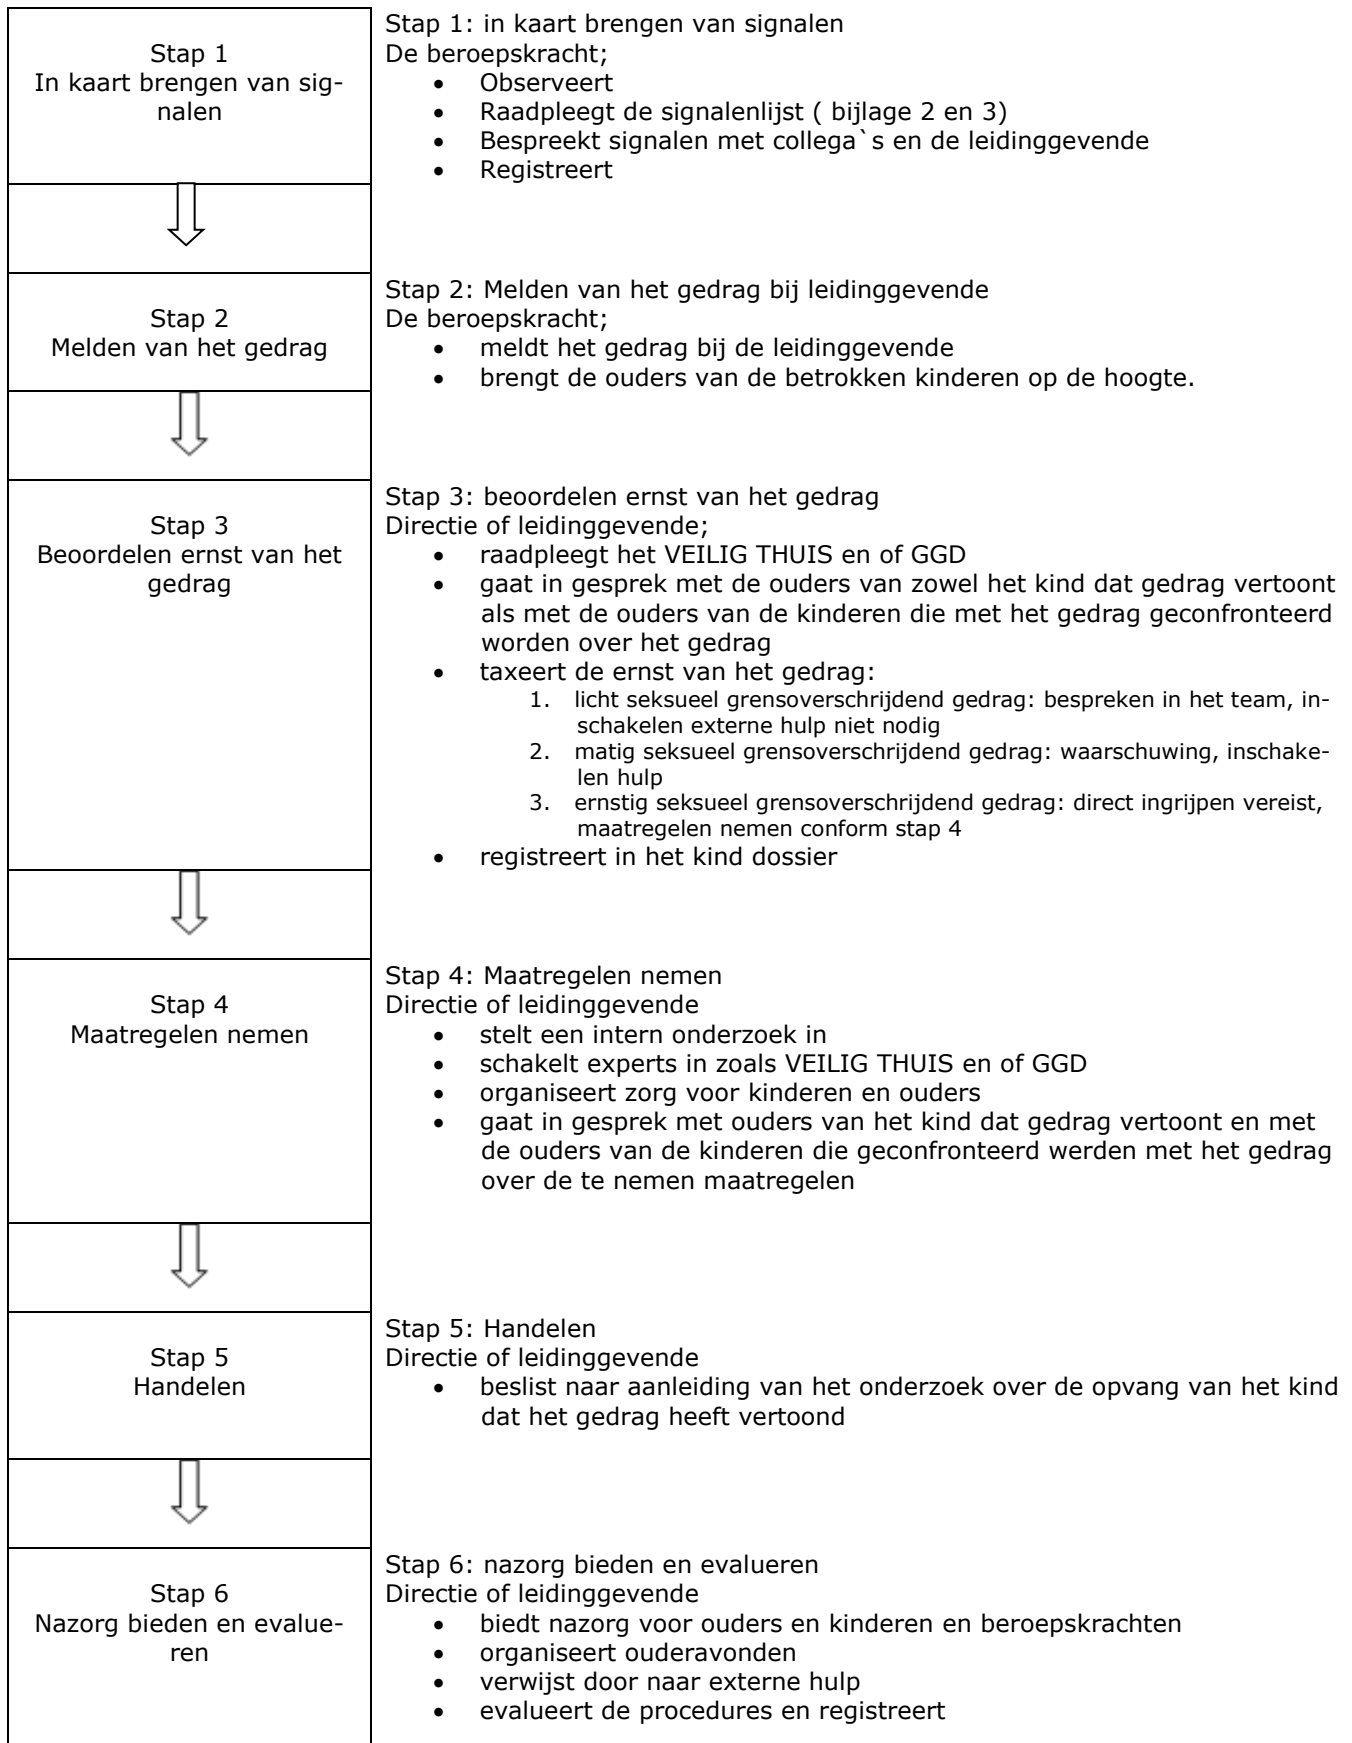 Stap 1
In kaart brengen van sig-
nalen
Stap 1: in kaart brengen van signalen
De beroepskracht;
• Observeert
• Raadpleegt de signalenlijst ( bijlage 2 en 3)
• Bespreekt signalen met collega`s en de leidinggevende
• Registreert
Stap 2
Melden van het gedrag
Stap 2: Melden van het gedrag bij leidinggevende
De beroepskracht;
• meldt het gedrag bij de leidinggevende
• brengt de ouders van de betrokken kinderen op de hoogte.
Stap 3
Beoordelen ernst van het
gedrag
Stap 3: beoordelen ernst van het gedrag
Directie of leidinggevende;
• raadpleegt het VEILIG THUIS en of GGD
• gaat in gesprek met de ouders van zowel het kind dat gedrag vertoont
als met de ouders van de kinderen die met het gedrag geconfronteerd
worden over het gedrag
• taxeert de ernst van het gedrag:
1. licht seksueel grensoverschrijdend gedrag: bespreken in het team, in-
schakelen externe hulp niet nodig
2. matig seksueel grensoverschrijdend gedrag: waarschuwing, inschake-
len hulp
3. ernstig seksueel grensoverschrijdend gedrag: direct ingrijpen vereist,
maatregelen nemen conform stap 4
• registreert in het kind dossier
Stap 4
Maatregelen nemen
Stap 4: Maatregelen nemen
Directie of leidinggevende
• stelt een intern onderzoek in
• schakelt experts in zoals VEILIG THUIS en of GGD
• organiseert zorg voor kinderen en ouders
• gaat in gesprek met ouders van het kind dat gedrag vertoont en met
de ouders van de kinderen die geconfronteerd werden met het gedrag
over de te nemen maatregelen
Stap 5
Handelen
Stap 5: Handelen
Directie of leidinggevende
• beslist naar aanleiding van het onderzoek over de opvang van het kind
dat het gedrag heeft vertoond
Stap 6
Nazorg bieden en evalue-
ren
Stap 6: nazorg bieden en evalueren
Directie of leidinggevende
• biedt nazorg voor ouders en kinderen en beroepskrachten
• organiseert ouderavonden
• verwijst door naar externe hulp
• evalueert de procedures en registreert